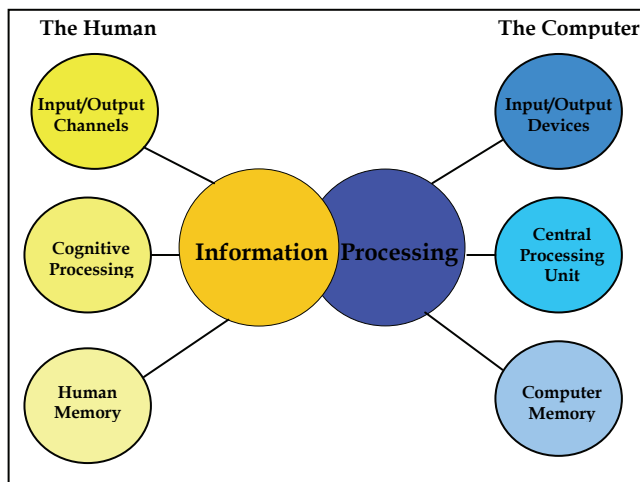 The Human
The Computer
Input/Output
Channels
Input/Output
Devices
Cognitive
Processing
Information
Processing
Central
Processing
Unit
Human
Memory
Computer
Memory